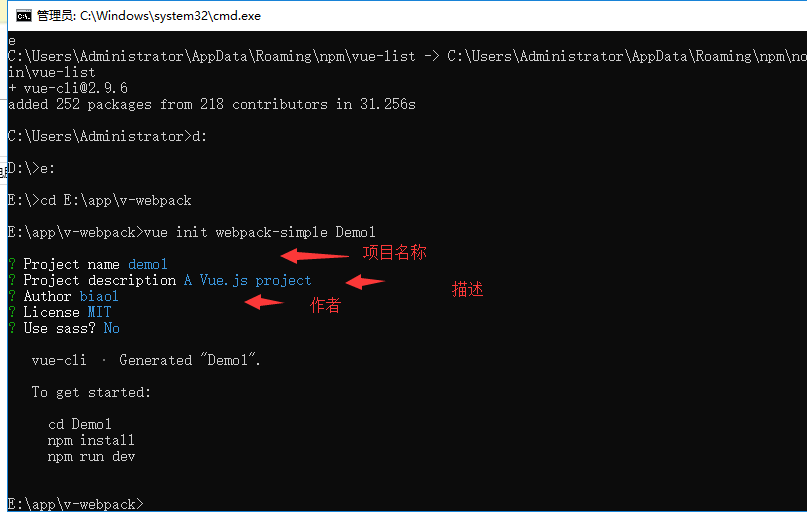 管理员: C:\Windows\system32\cmd.exe
e
C:\Users\Administrator\AppData\Roaming\npm\vue-list -> C:\Users\Administrator\AppData\Roaming\npm\no
in\vue-list
+ vue-cli@2.9.6
added 252 packages from 218 contributors in 31.256s
C:\Users\Administrator>d:
D:\>e:
E:\>cd E:\app\v-webpack
E:\app\v-webpack>vue init webpack-simple Demo1
项目名称
? Project name demo1
? Project description A Vue.js project
描述
? Author biaol
作者
? License MIT
? Use sass? No
vue-cli · Generated "Demo1".
To get started:
cd Demo1
npm install
npm run dev
E:\app\v-webpack>